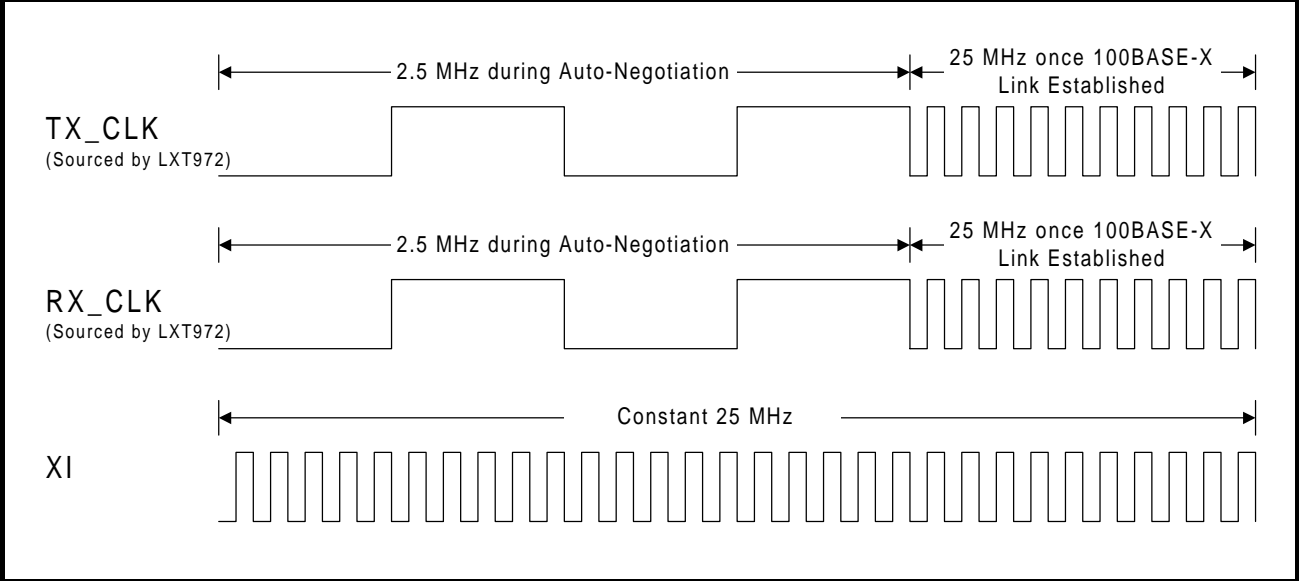 2.5 MHz during Auto-Negotiation
25 MHz once 100BASE-X
Link Established
TX_CLK
(Sourced by LXT972)
2.5 MHz during Auto-Negotiation
25 MHz once 100BASE-X
Link Established
RX_CLK
(Sourced by LXT972)
Constant 25 MHz
XI